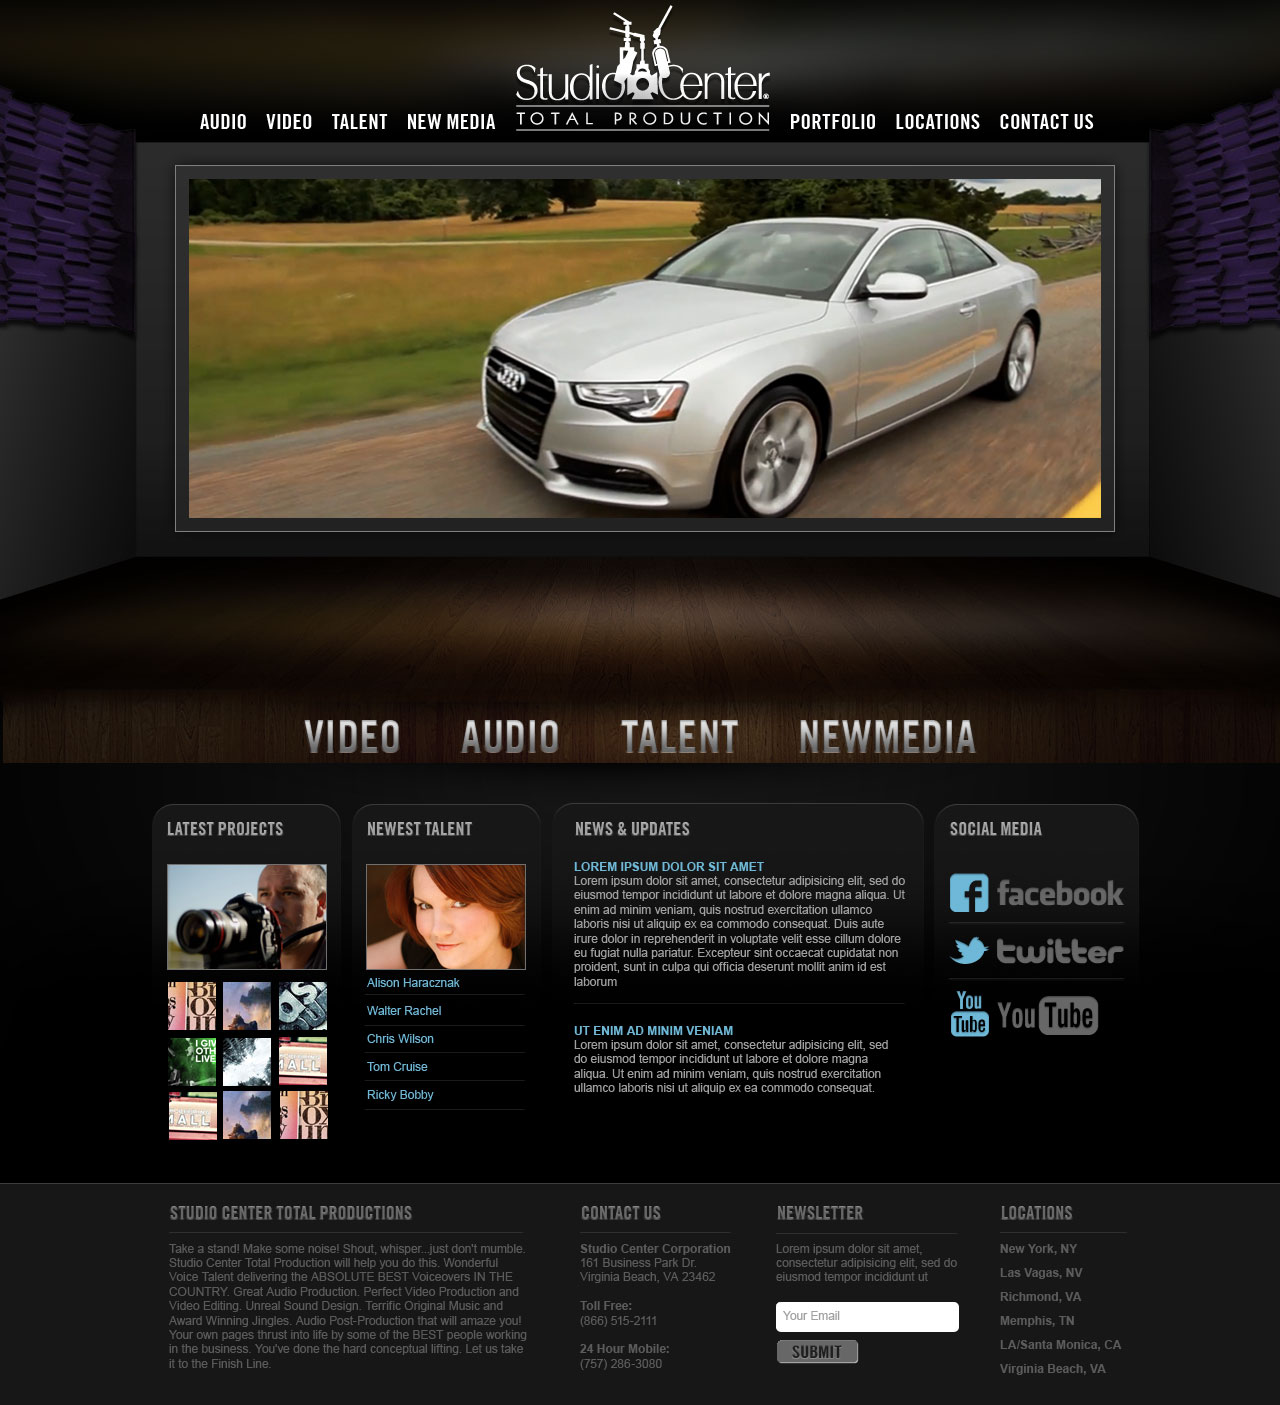 Studio Center®
TOTAL PRODUCTION
AUDIO VIDEO TALENT NEW MEDIA PORTFOLIO LOCATIONS CONTACT US
VIDEO AUDIO TALENT NEWMEDIA
LATEST PROJECTS
NEWEST TALENT
Alison Haracznak
Walter Rachel
Chris Wilson
Tom Cruise
Ricky Bobby
NEWS & UPDATES
LOREM IPSUM DOLOR SIT AMET
Lorem ipsum dolor sit amet, consectetur adipisicing elit, sed do
eiusmod tempor incididunt ut labore et dolore magna aliqua. Ut
enim ad minim veniam, quis nostrud exercitation ullamco
laboris nisi ut aliquip ex ea commodo consequat. Duis aute
irure dolor in reprehenderit in voluptate velit esse cillum dolore
eu fugiat nulla pariatur. Excepteur sint occaecat cupidatat non
proident, sunt in culpa qui officia deserunt mollit anim id est
laborum
UT ENIM AD MINIM VENIAM
Lorem ipsum dolor sit amet, consectetur adipisicing elit, sed
do eiusmod tempor incididunt ut labore et dolore magna
aliqua. Ut enim ad minim veniam, quis nostrud exercitation
ullamco laboris nisi ut aliquip ex ea commodo consequat.
SOCIAL MEDIA
facebook
twitter
You Tube YouTube
STUDIO CENTER TOTAL PRODUCTIONS
Take a stand! Make some noise! Shout, whisper...just don't mumble.
Studio Center Total Production will help you do this. Wonderful
Voice Talent delivering the ABSOLUTE BEST Voiceovers IN THE
COUNTRY. Great Audio Production. Perfect Video Production and
Video Editing. Unreal Sound Design. Terrific Original Music and
Award Winning Jingles. Audio Post-Production that will amaze you!
Your own pages thrust into life by some of the BEST people working
in the business. You've done the hard conceptual lifting. Let us take
it to the Finish Line.
CONTACT US
Studio Center Corporation
161 Business Park Dr.
Virginia Beach, VA 23462
Toll Free:
(866) 515-2111
24 Hour Mobile:
(757) 286-3080
NEWSLETTER
Lorem ipsum dolor sit amet,
consectetur adipisicing elit, sed do
eiusmod tempor incididunt ut
Your Email
SUBMIT
LOCATIONS
New York, NY
Las Vagas, NV
Richmond, VA
Memphis, TN
LA/Santa Monica, CA
Virginia Beach, VA